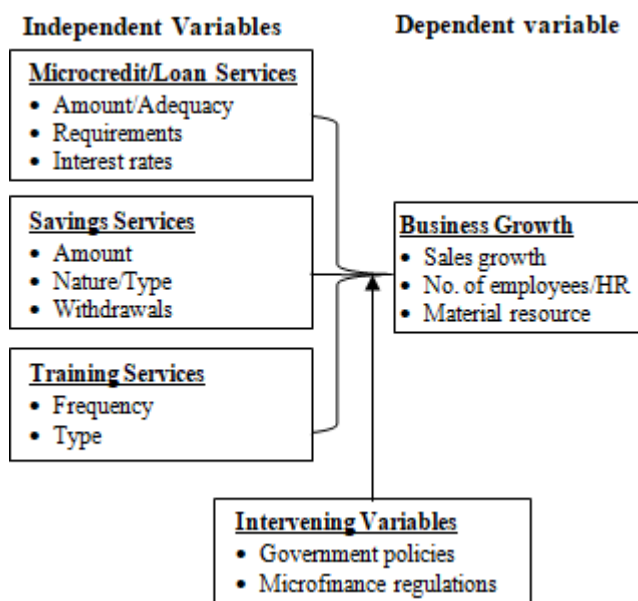 Independent Variables
Dependent variable
Microcredit/Loan Services
• Amount/Adequacy
• Requirements
• Interest rates
Savings Services
• Amount
• Nature/Type
• Withdrawals
Training Services
• Frequency
• Type
Business Growth
• Sales growth
• No. of employees/HR
• Material resource
Intervening Variables
• Government policies
• Microfinance regulations